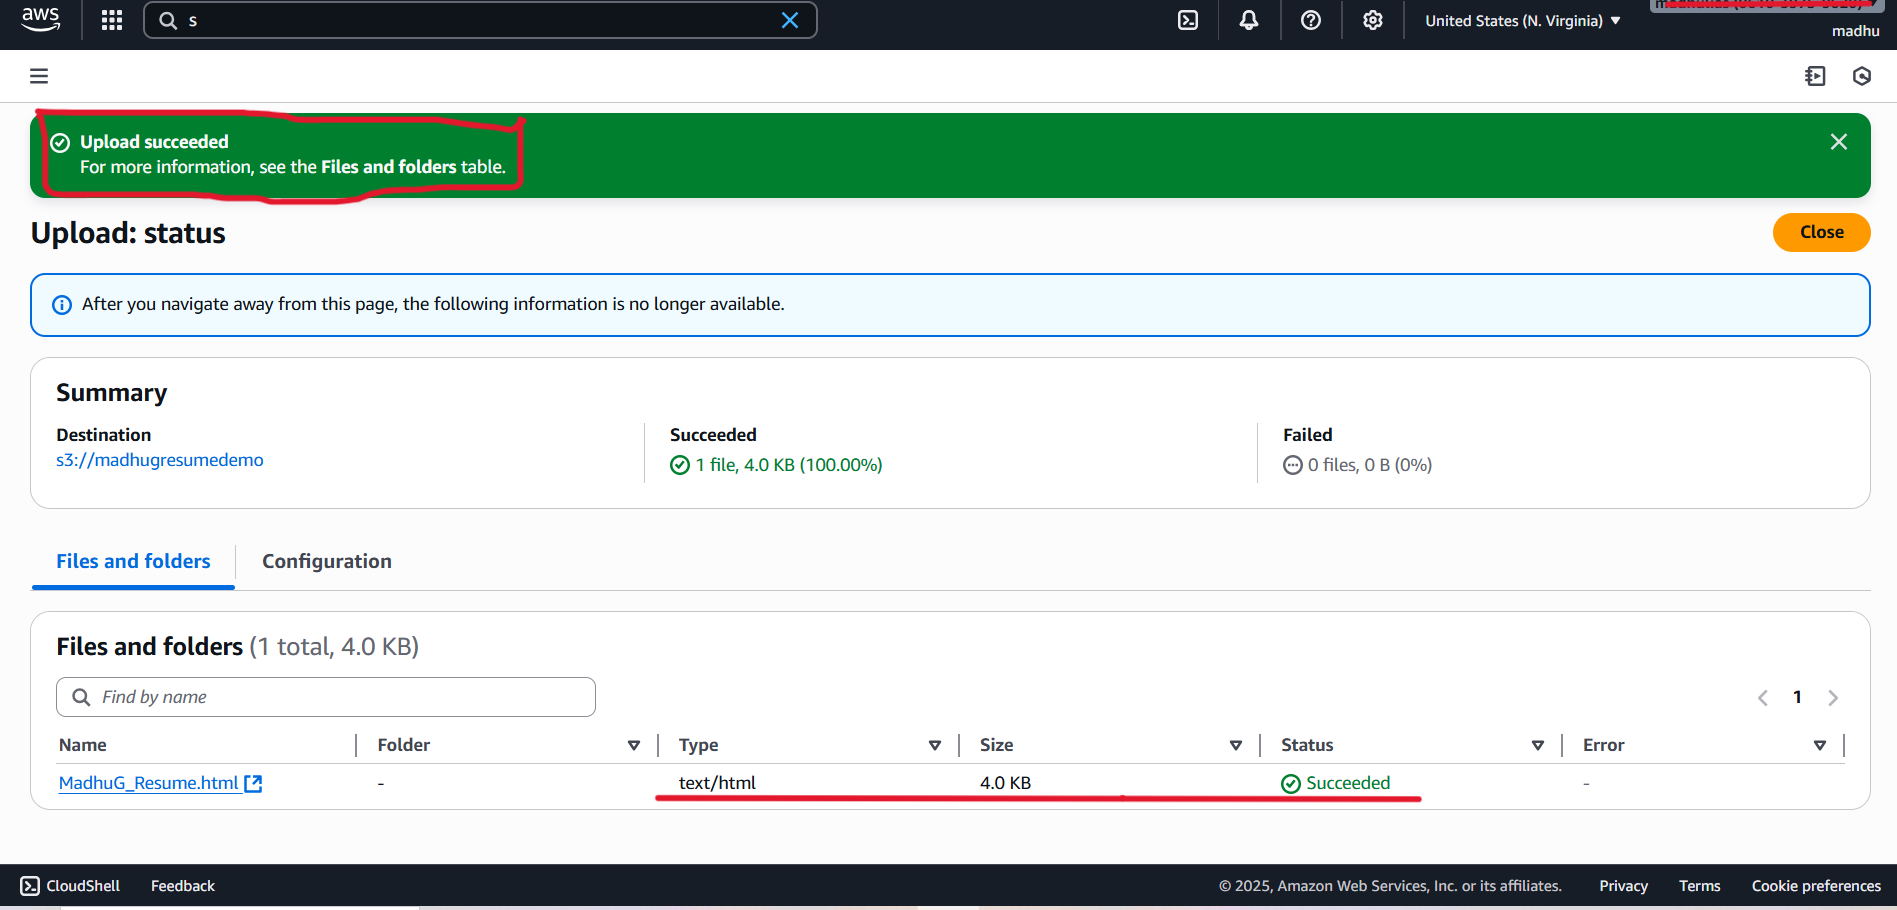 aws
s
United States (N. Virginia)
madhu
Upload succeeded
For more information, see the Files and folders table.
Upload: status
Close
After you navigate away from this page, the following information is no longer available.
Summary
Destination
s3://madhugresumedemo
Succeeded
1 file, 4.0 KB (100.00%)
Failed
0 files, 0 B (0%)
Files and folders
Configuration
Files and folders (1 total, 4.0 KB)
Find by name
1
Name Folder Type Size Status Error
MadhuG_Resume.html - text/html 4.0 KB Succeeded -
CloudShell Feedback
© 2025, Amazon Web Services, Inc. or its affiliates. Privacy Terms Cookie preferences